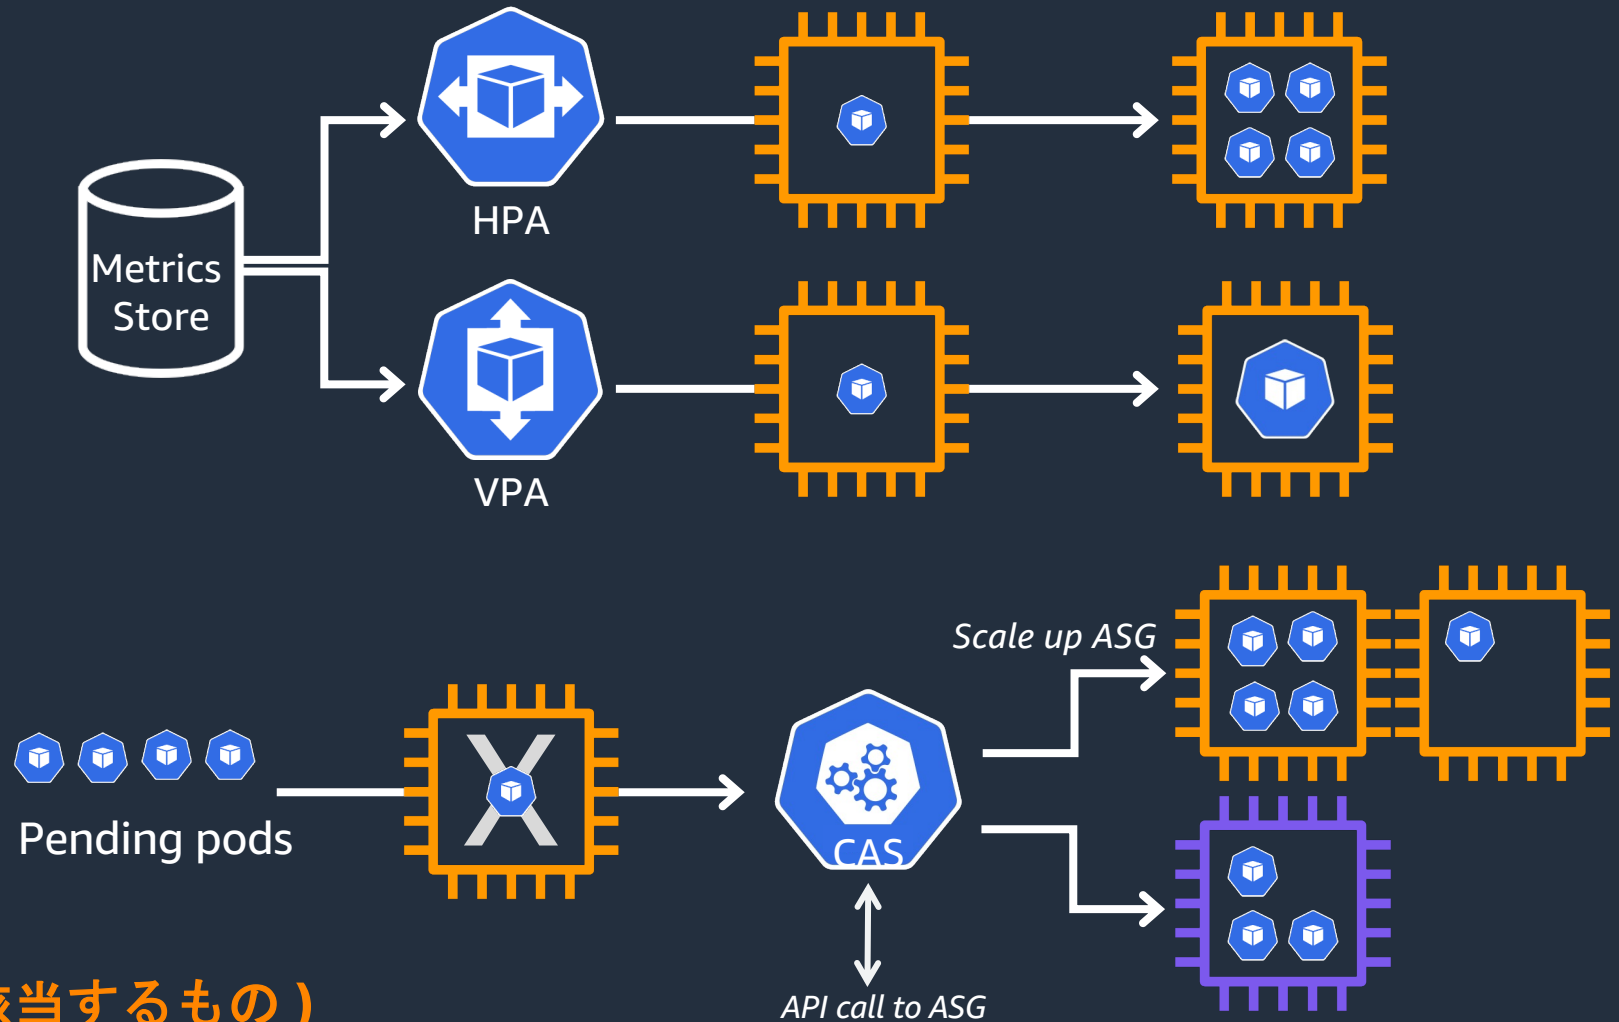 HPA
Metrics
Store
VPA
Scale up ASG
Pending pods
CAS
API call to ASG
該当するもの)